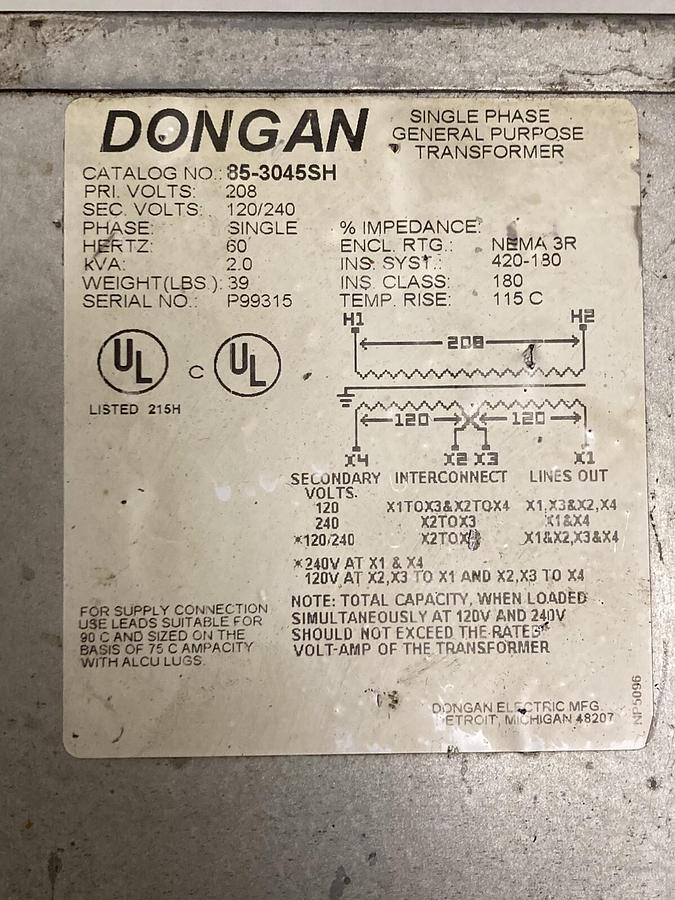 DONGAN
SINGLE PHASE
GENERAL PURPOSE
TRANSFORMER
CATALOG NO.: 85-3045SH
PRI. VOLTS: 208
SEC. VOLTS: 120/240
PHASE: SINGLE
HERTZ: 60
kVA: 2.0
WEIGHT(LBS.): 39
SERIAL NO.: P99315
% IMPEDANCE:
ENCL. RTG.: NEMA 3R
INS. SYST.: 420-180
INS. CLASS: 180
TEMP. RISE: 115 C
UL C UL
LISTED 215H
H1 H2
208
120 120
X4 X2 X3 X1
SECONDARY INTERCONNECT LINES OUT
VOLTS.
120 X1TOX3&X2TOX4 X1,X3&X2,X4
240 X2TOX3 X1&X4
*120/240 X2TOX3 X1&X2,X3&X4
*240V AT X1 & X4
120V AT X2,X3 TO X1 AND X2,X3 TO X4
NOTE: TOTAL CAPACITY, WHEN LOADED
SIMULTANEOUSLY AT 120V AND 240V
SHOULD NOT EXCEED THE RATED
VOLT-AMP OF THE TRANSFORMER
FOR SUPPLY CONNECTION
USE LEADS SUITABLE FOR
90 C AND SIZED ON THE
BASIS OF 75 C AMPACITY
WITH ALCU LUGS.
DONGAN ELECTRIC MFG.
DETROIT, MICHIGAN 48207
NP5096